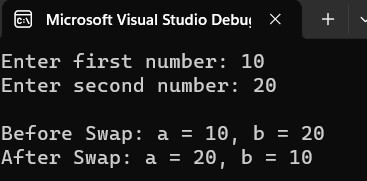 Microsoft Visual Studio Debu
Enter first number: 10
Enter second number: 20
Before Swap: a = 10, b = 20
After Swap: a = 20, b = 10